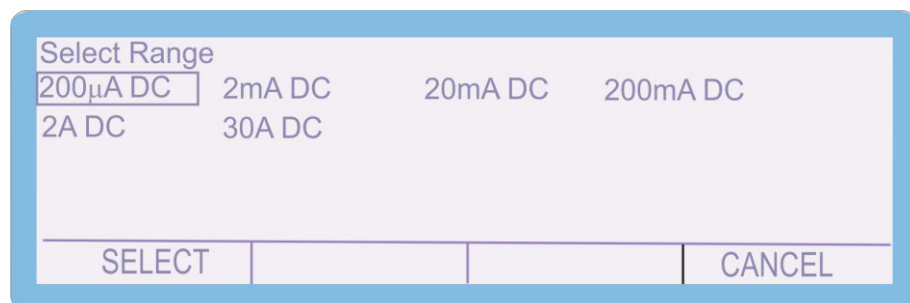 Select Range
200μA DC 2mA DC 20mA DC 200mA DC
2A DC 30A DC
SELECT CANCEL